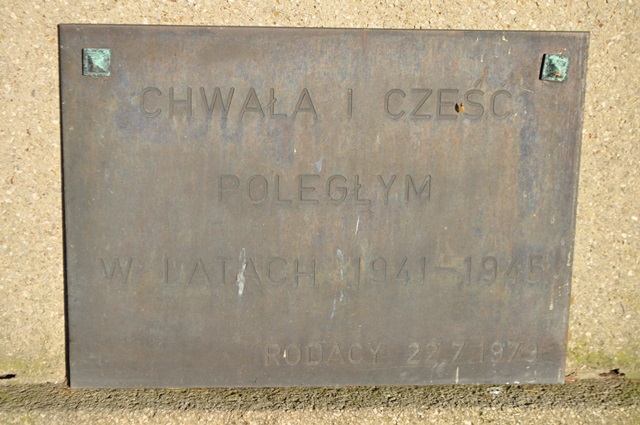 CHWAŁA I CZEŚĆ
POLEGŁYM
W LATACH 1941-1945
RODACY 22.7.1979